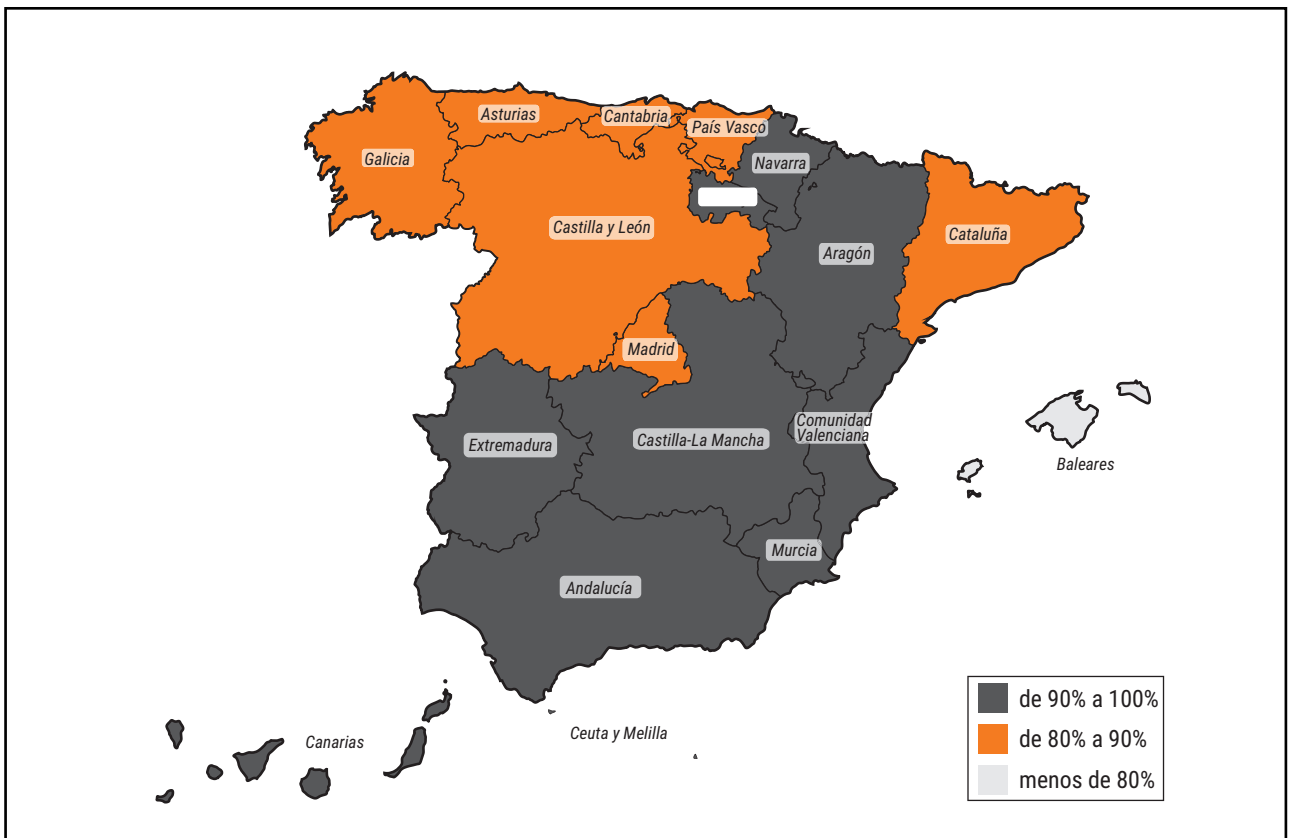 Asturias
Cantabria
País Vasco
Galicia
Navarra
Castilla y León
Cataluña
Aragón
Madrid
Comunidad
Valenciana
Extremadura
Castilla-La Mancha
Baleares
Murcia
Andalucía
Ceuta y Melilla
Canarias
de 90% a 100%
de 80% a 90%
menos de 80%